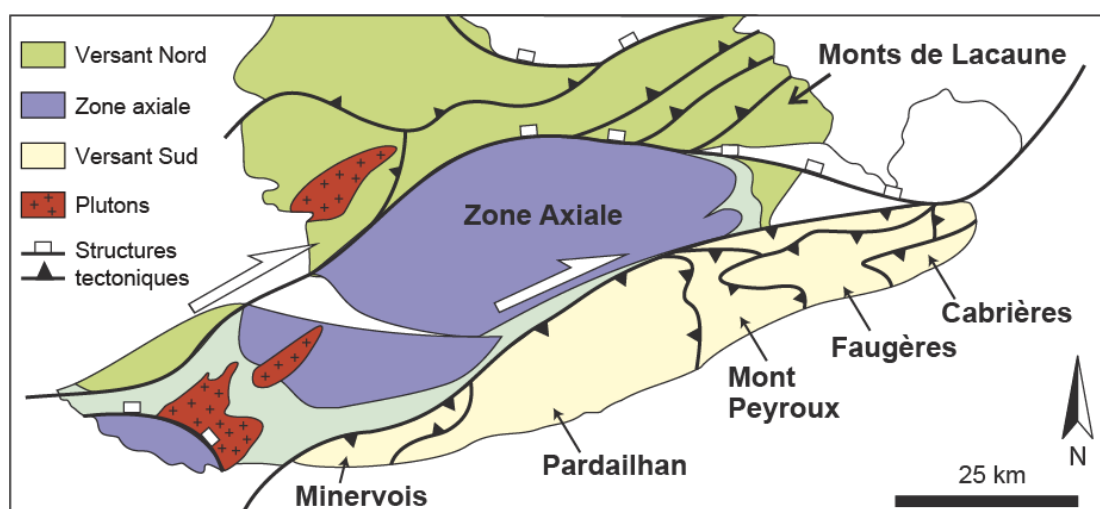 Versant Nord
Zone axiale
Versant Sud
Plutons
Structures
tectoniques
Monts de Lacaune
Zone Axiale
Cabrières
Faugères
Mont
Peyroux
Pardailhan
Minervois
N
25 km